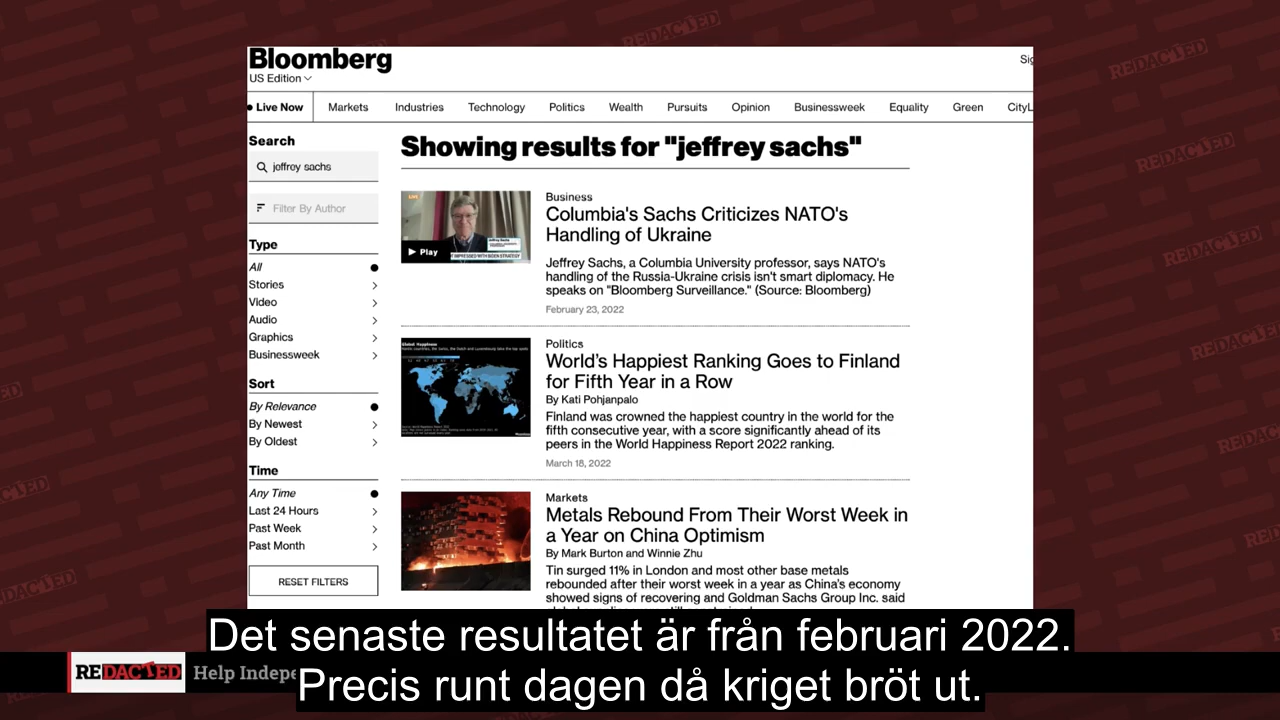 Bloomberg
US Edition
Live Now
Markets
Industries
Technology
Politics
Wealth
Pursuits
Opinion
Businessweek
Equality
Green
Search
jeffrey sachs
Filter By Author
Type
All
Stories
Video
Audio
Graphics
Businessweek
Sort
By Relevance
By Newest
By Oldest
Time
Any Time
Last 24 Hours
Past Week
Past Month
RESET FILTERS
Showing results for "jeffrey sachs"
Play
Business
Columbia's Sachs Criticizes NATO's
Handling of Ukraine
Jeffrey Sachs, a Columbia University professor, says NATO's
handling of the Russia-Ukraine crisis isn't smart diplomacy. He
speaks on "Bloomberg Surveillance." (Source: Bloomberg)
February 23, 2022
Global Happiness
Politics
World's Happiest Ranking Goes to Finland
for Fifth Year in a Row
By Kati Pohjanpalo
Finland was crowned the happiest country in the world for the
fifth consecutive year, with a score significantly ahead of its
peers in the World Happiness Report 2022 ranking.
March 18, 2022
Markets
Metals Rebound From Their Worst Week in
a Year on China Optimism
By Mark Burton and Winnie Zhu
Tin surged 11% in London and most other base metals
rebounded after their worst week in a year as China's economy
showed signs of recovering and Goldman Sachs Group Inc. said
REDACTED
Help
Det senaste resultatet är från februari 2022.
Precis runt dagen då kriget bröt ut.